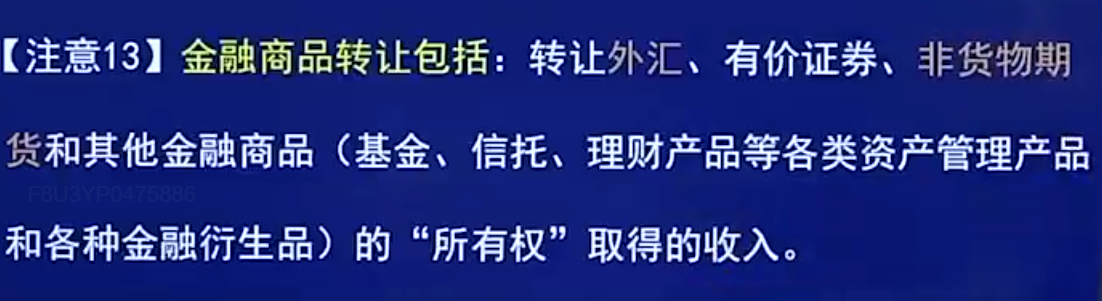 【注意13】金融商品转让包括：转让外汇、有价证券、非货物期
货和其他金融商品（基金、信托、理财产品等各类资产管理产品
F8U3YP0475886
和各种金融衍生品）的“所有权”取得的收入。